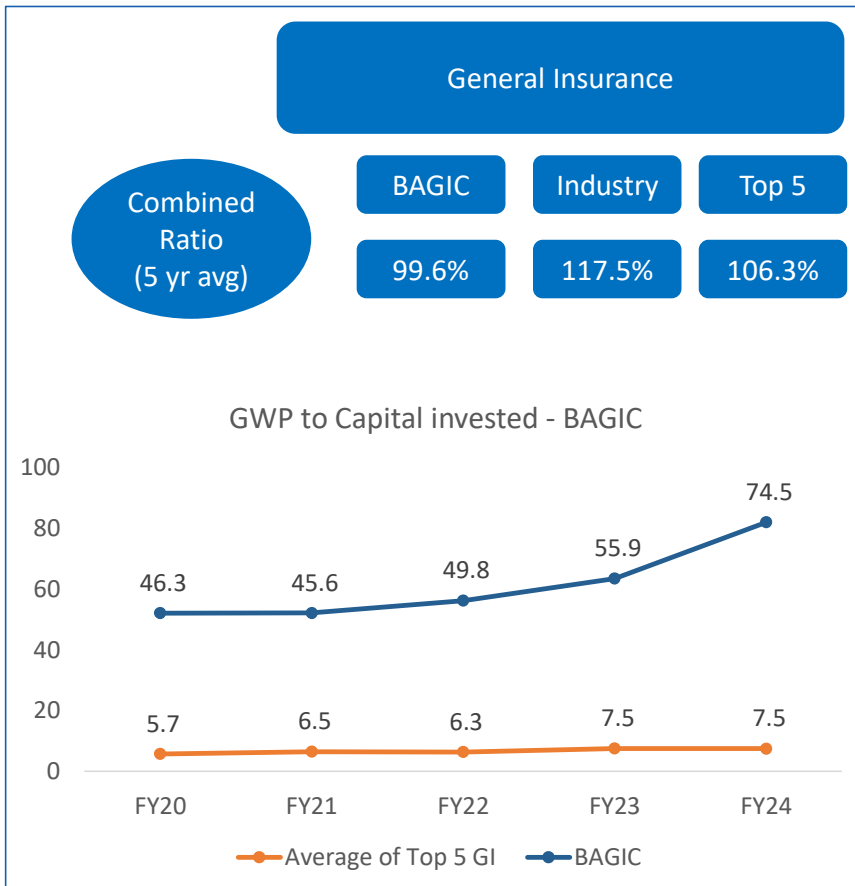 General Insurance
Combined
Ratio
(5 yr avg)
BAGIC
Industry
Top 5
99.6%
117.5%
106.3%
GWP to Capital invested - BAGIC
100
80
60
40
20
0
46.3
45.6
49.8
55.9
74.5
5.7
6.5
6.3
7.5
7.5
FY20
FY21
FY22
FY23
FY24
Average of Top 5 GI
BAGIC